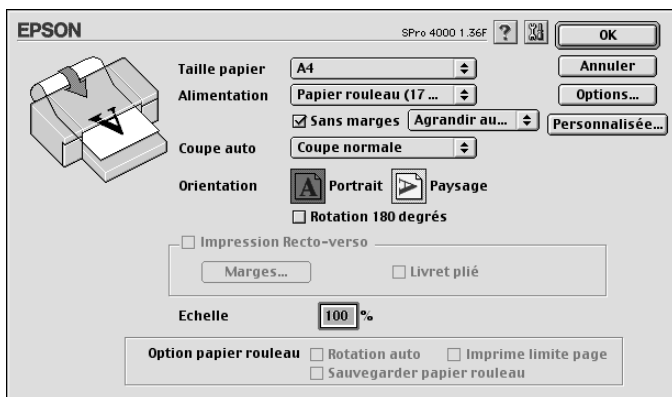 EPSON SPro 4000 1.36F ? OK
Taille papier A4 Annuler
Alimentation Papier rouleau (17 ... Options...
Sans marges Agrandir au... Personnalisée...
Coupe auto Coupe normale
Orientation A Portrait A Paysage
Rotation 180 degrés
Impression Recto-verso
Marges... Livret plié
Echelle 100 %
Option papier rouleau Rotation auto Imprime limite page
Sauvegarder papier rouleau